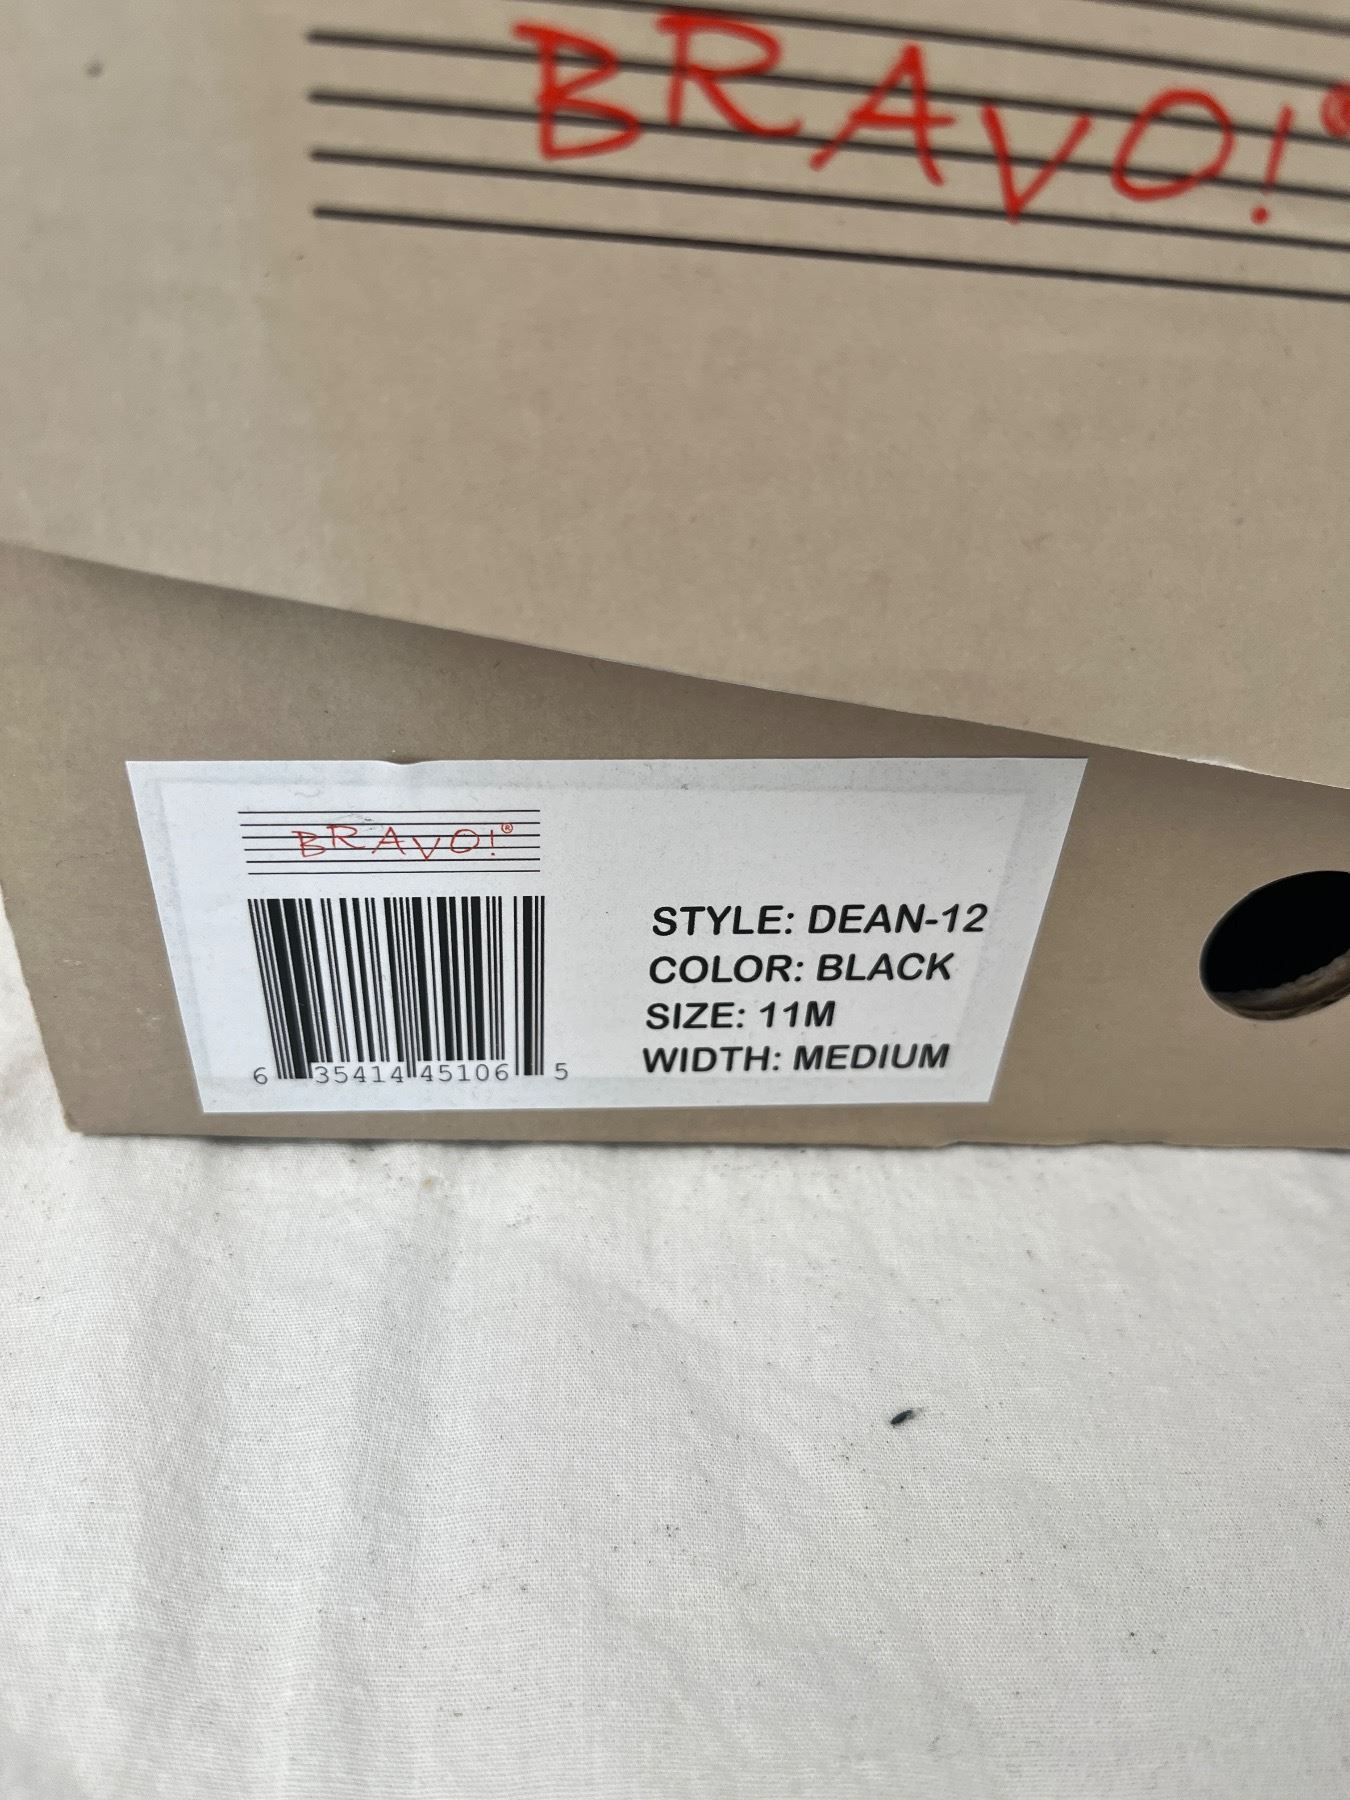 BRAVO!®
BRAVO!®
6 35414 45106 5
STYLE: DEAN-12
COLOR: BLACK
SIZE: 11M
WIDTH: MEDIUM